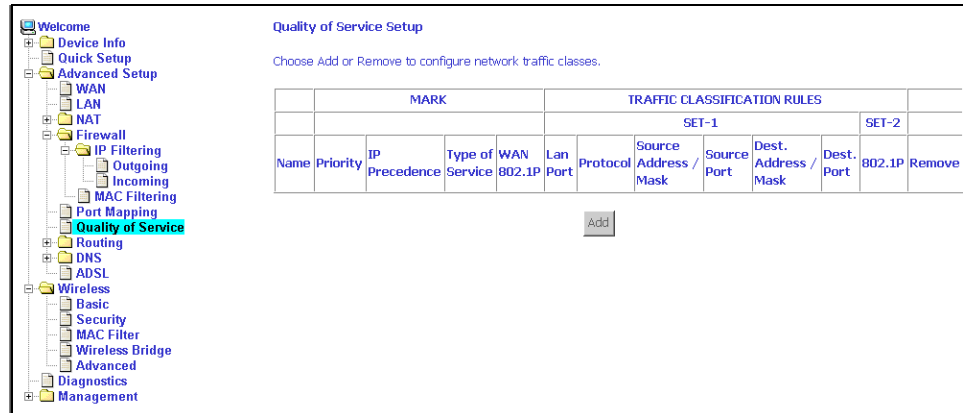 Welcome
Device Info
Quick Setup
Advanced Setup
WAN
LAN
NAT
Firewall
IP Filtering
Outgoing
Incoming
MAC Filtering
Port Mapping
Quality of Service
Routing
DNS
ADSL
Wireless
Basic
Security
MAC Filter
Wireless Bridge
Advanced
Diagnostics
Management
Quality of Service Setup
Choose Add or Remove to configure network traffic classes.
MARK TRAFFIC CLASSIFICATION RULES
SET-1 SET-2
Name Priority IP Precedence Type of Service WAN 802.1P Lan Port Protocol Source Address / Mask Source Port Dest. Address / Mask Dest. Port 802.1P Remove
Add